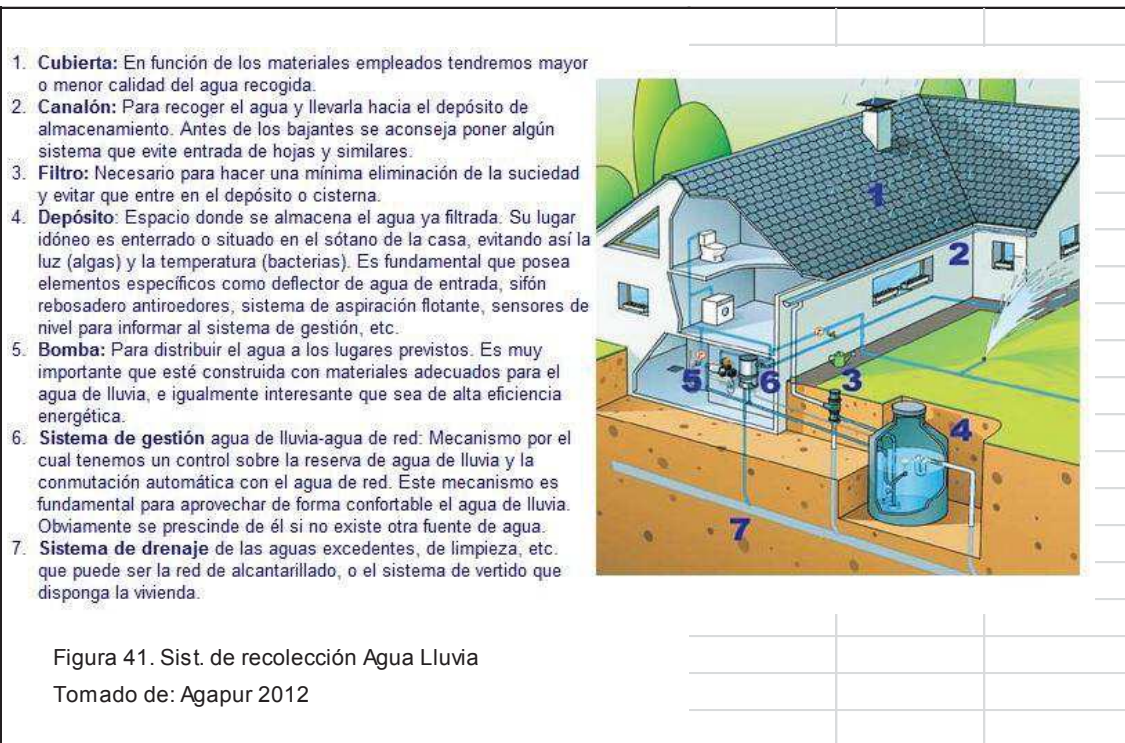 1. Cubierta: En función de los materiales empleados tendremos mayor
o menor calidad del agua recogida.
2. Canalón: Para recoger el agua y llevarla hacia el depósito de
almacenamiento. Antes de los bajantes se aconseja poner algún
sistema que evite entrada de hojas y similares.
3. Filtro: Necesario para hacer una mínima eliminación de la suciedad
y evitar que entre en el depósito o cisterna.
4. Depósito: Espacio donde se almacena el agua ya filtrada. Su lugar
idóneo es enterrado o situado en el sótano de la casa, evitando así la
luz (algas) y la temperatura (bacterias). Es fundamental que posea
elementos específicos como deflector de agua de entrada, sifón
rebosadero antiroedores, sistema de aspiración flotante, sensores de
nivel para informar al sistema de gestión, etc.
5. Bomba: Para distribuir el agua a los lugares previstos. Es muy
importante que esté construida con materiales adecuados para el
agua de lluvia, e igualmente interesante que sea de alta eficiencia
energética.
6. Sistema de gestión agua de lluvia-agua de red: Mecanismo por el
cual tenemos un control sobre la reserva de agua de lluvia y la
conmutación automática con el agua de red. Este mecanismo es
fundamental para aprovechar de forma confortable el agua de lluvia.
Obviamente se prescinde de él si no existe otra fuente de agua.
7. Sistema de drenaje de las aguas excedentes, de limpieza, etc.
que puede ser la red de alcantarillado, o el sistema de vertido que
disponga la vivienda.
1
2
5
6
3
4
7
Figura 41. Sist. de recolección Agua Lluvia
Tomado de: Agapur 2012